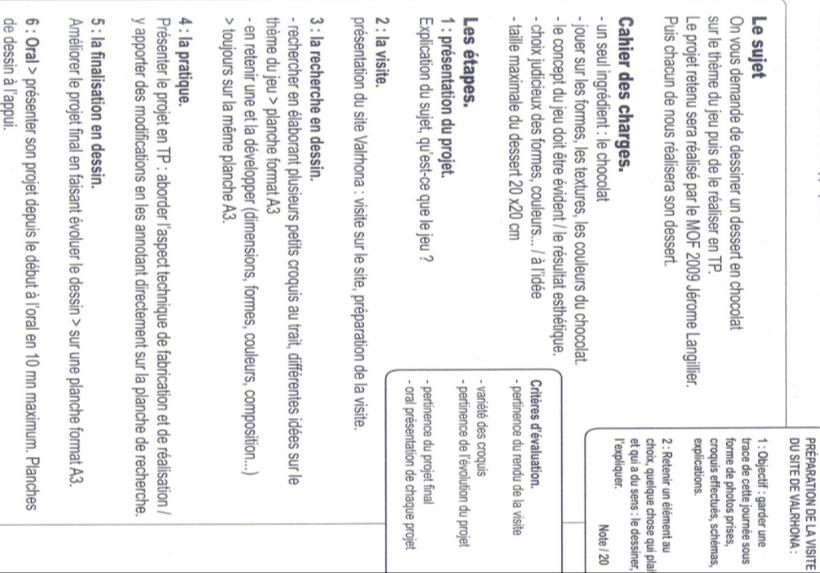 Le sujet
On vous demande de dessiner un dessert en chocolat
sur le thème du jeu puis de le réaliser en TP.
Le projet retenu sera réalisé par le MOF 2009 Jérome Langillier.
Puis chacun de nous réalisera son dessert.
Cahier des charges.
- un seul ingrédient : le chocolat
- jouer sur les formes, les textures, les couleurs du chocolat.
- le concept du jeu doit être évident / le résultat esthétique.
- choix judicieux des formes, couleurs... / à l'idée
- taille maximale du dessert 20 x20 cm
Les étapes.
1 : présentation du projet.
Explication du sujet, qu'est-ce que le jeu ?
2 : la visite.
présentation du site Valrhona : visite sur le site, préparation de la visite.
3 : la recherche en dessin.
- rechercher en élaborant plusieurs petits croquis au trait, différentes idées sur le
thème du jeu > planche format A3
- en retenir une et la développer (dimensions, formes, couleurs, composition...)
> toujours sur la même planche A3.
4 : la pratique.
Présenter le projet en TP : aborder l'aspect technique de fabrication et de réalisation /
y apporter des modifications en les annotant directement sur la planche de recherche.
5 : la finalisation en dessin.
Améliorer le projet final en faisant évoluer le dessin > sur une planche format A3.
6 : Oral > présenter son projet depuis le début à l'oral en 10 mn maximum. Planches
de dessin à l'appui.
PRÉPARATION DE LA VISITE
DU SITE DE VALRHONA :
1 : Objectif : garder une
trace de cette journée sous
forme de photos prises,
croquis effectués, schémas,
explications.
2 : Retenir un élément au
choix, quelque chose qui plaî
et qui a du sens : le dessiner,
l'expliquer.
Note / 20
Critères d'évaluation.
- pertinence du rendu de la visite
- variété des croquis
- pertinence de l'évolution du projet
- pertinence du projet final
- oral présentation de chaque projet